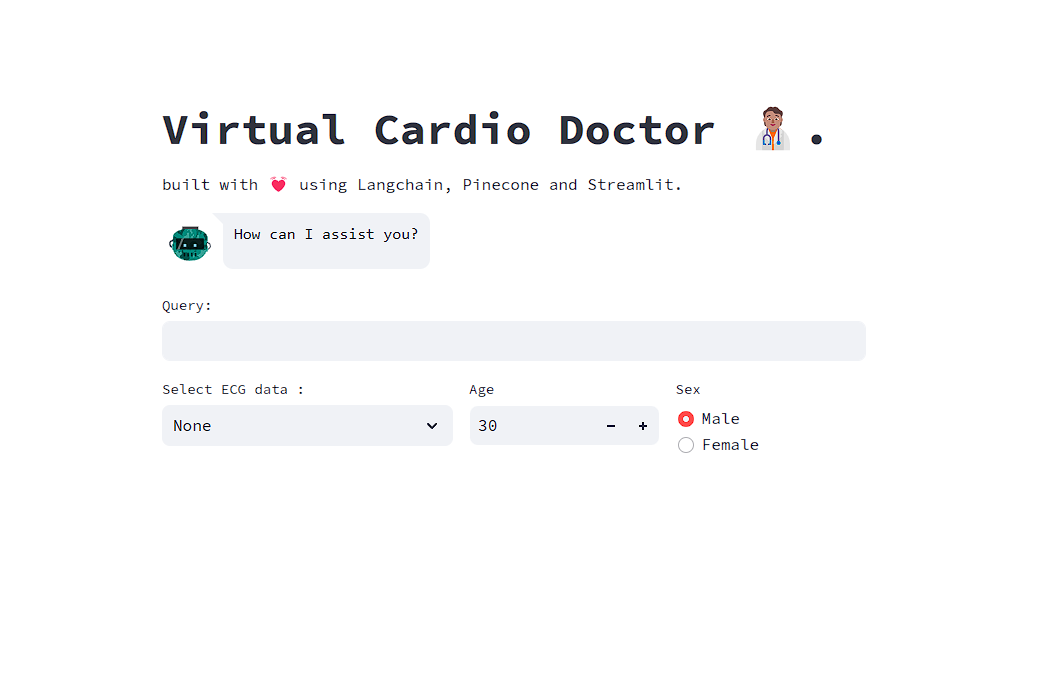 Virtual Cardio Doctor 🧑🏽‍⚕️ .
built with 💓 using Langchain, Pinecone and Streamlit.
How can I assist you?
Query:
Select ECG data : Age Sex
None 30 − + Male
Female